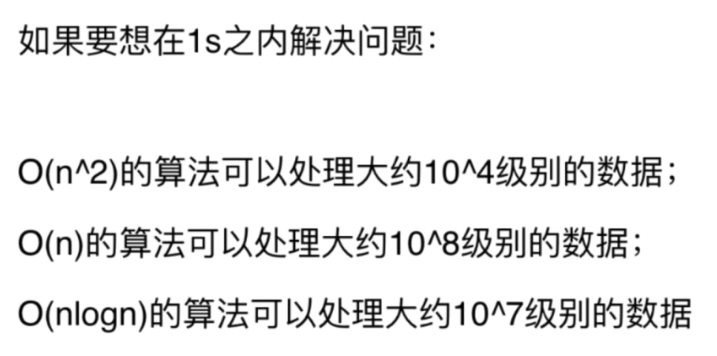 如果要想在1s之内解决问题：
O(n^2)的算法可以处理大约10^4级别的数据；
O(n)的算法可以处理大约10^8级别的数据；
O(nlogn)的算法可以处理大约10^7级别的数据